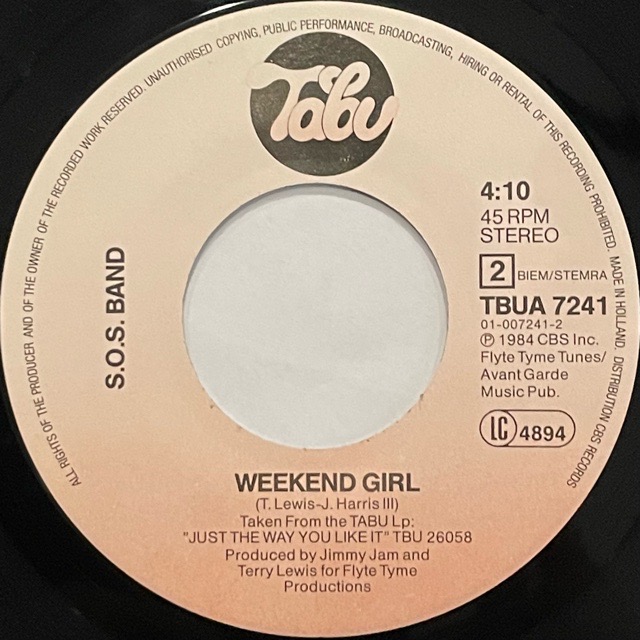 ALL RIGHTS OF THE PRODUCER AND OF THE OWNER OF THE RECORDED WORK RESERVED. UNAUTHORISED COPYING, PUBLIC PERFORMANCE, BROADCASTING, HIRING OR RENTAL OF THIS RECORDING PROHIBITED. MADE IN HOLLAND. DISTRIBUTION CBS RECORDS
Tabu
S.O.S. BAND
4:10
45 RPM
STEREO
2 BIEM/STEMRA
TBUA 7241
01-007241-2
℗ 1984 CBS Inc.
Flyte Tyme Tunes/
Avant Garde
Music Pub.
LC 4894
WEEKEND GIRL
(T. Lewis-J. Harris III)
Taken From the TABU Lp:
"JUST THE WAY YOU LIKE IT" TBU 26058
Produced by Jimmy Jam and
Terry Lewis for Flyte Tyme
Productions